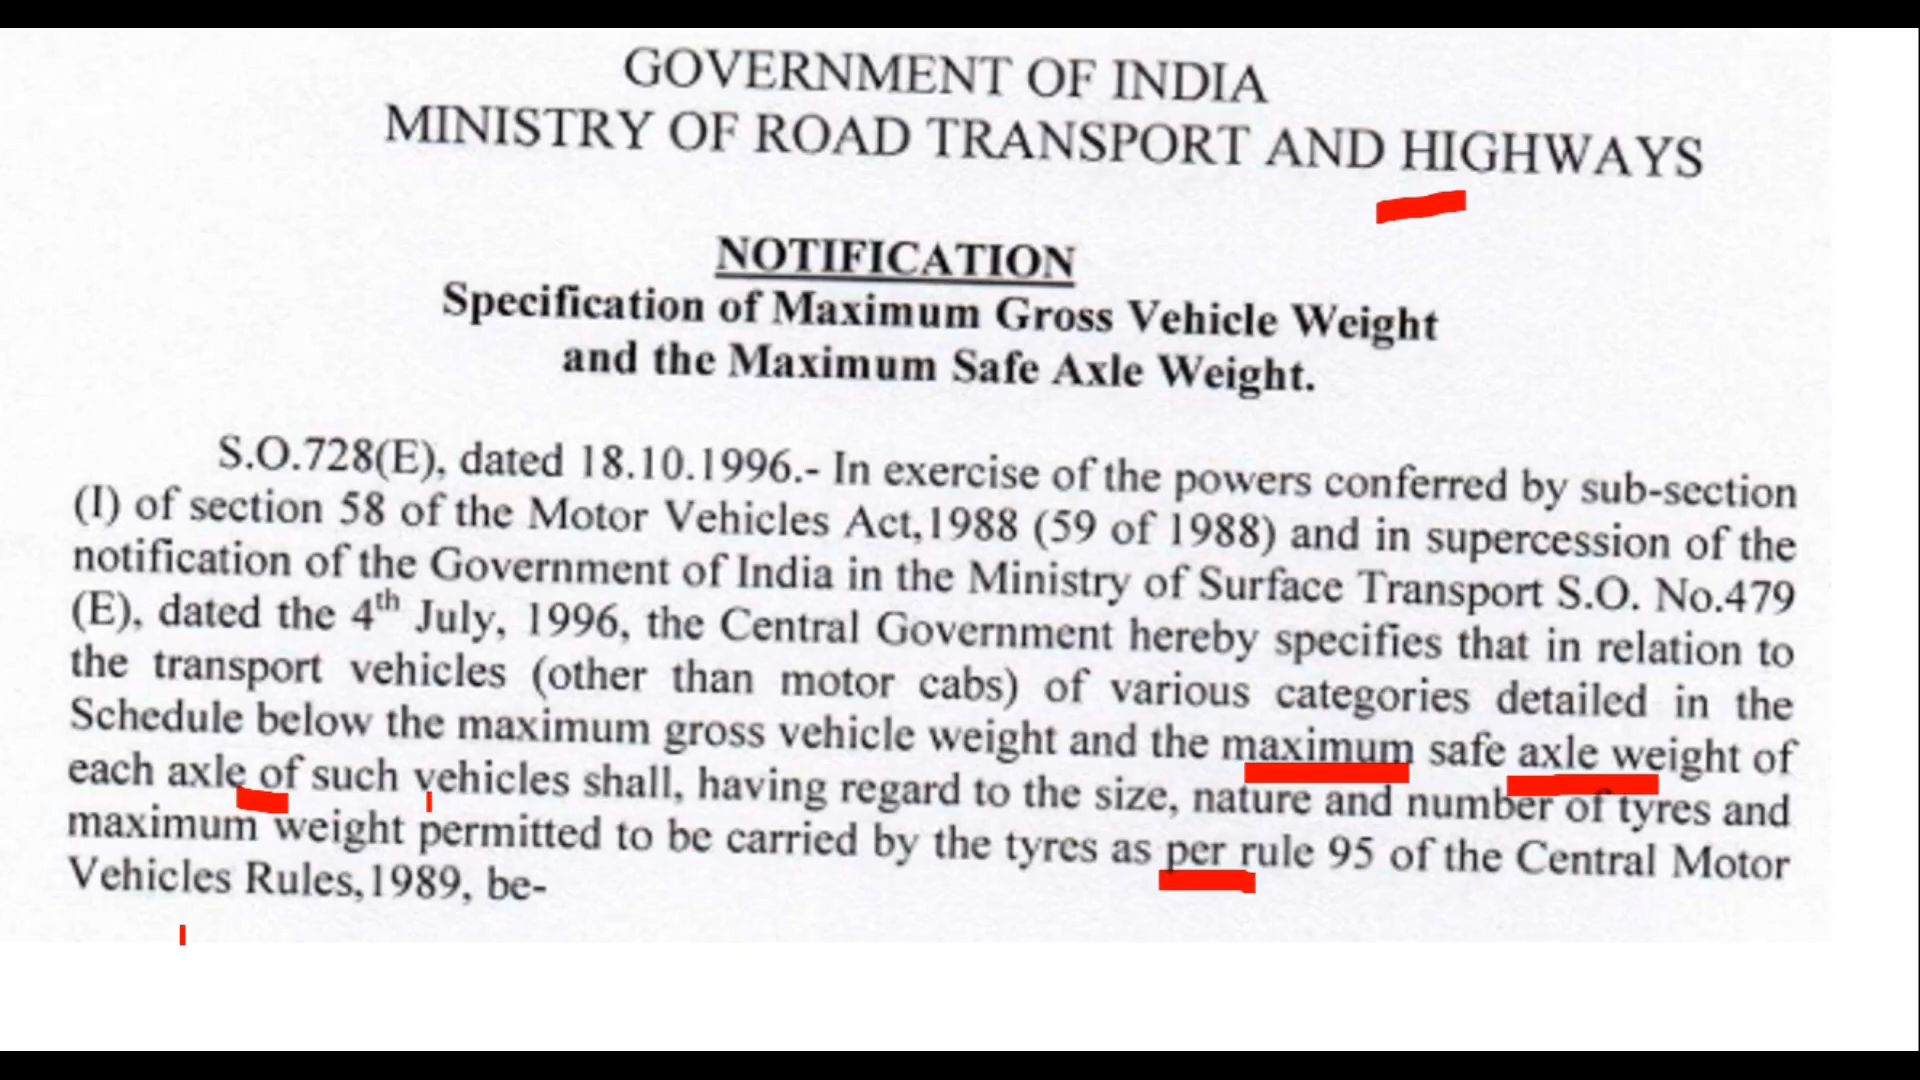 GOVERNMENT OF INDIA
MINISTRY OF ROAD TRANSPORT AND HIGHWAYS
NOTIFICATION
Specification of Maximum Gross Vehicle Weight
and the Maximum Safe Axle Weight.
S.O.728(E), dated 18.10.1996.- In exercise of the powers conferred by sub-section
(I) of section 58 of the Motor Vehicles Act,1988 (59 of 1988) and in supercession of the
notification of the Government of India in the Ministry of Surface Transport S.O. No.479
(E), dated the 4th July, 1996, the Central Government hereby specifies that in relation to
the transport vehicles (other than motor cabs) of various categories detailed in the
Schedule below the maximum gross vehicle weight and the maximum safe axle weight of
each axle of such vehicles shall, having regard to the size, nature and number of tyres and
maximum weight permitted to be carried by the tyres as per rule 95 of the Central Motor
Vehicles Rules,1989, be-